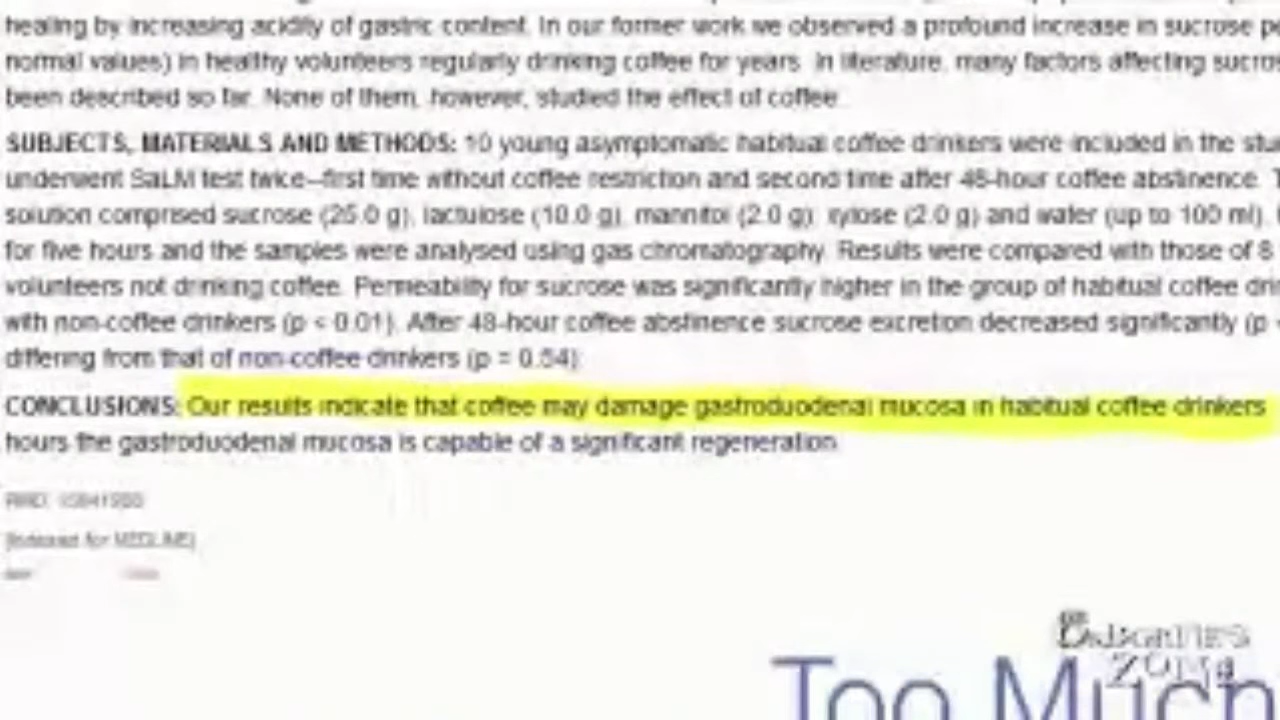 healing by increasing acidity of gastric content. In our former work we observed a profound increase in sucrose pe
normal values) in healthy volunteers regularly drinking coffee for years. In literature, many factors affecting sucros
been described so far. None of them, however, studied the effect of coffee.
SUBJECTS, MATERIALS AND METHODS: 10 young asymptomatic habitual coffee drinkers were included in the stu
underwent SaLM test twice--first time without coffee restriction and second time after 48-hour coffee abstinence. T
solution comprised sucrose (25.0 g), lactulose (10.0 g), mannitol (2.0 g), xylose (2.0 g) and water (up to 100 ml).
for five hours and the samples were analysed using gas chromatography. Results were compared with those of 8
volunteers not drinking coffee. Permeability for sucrose was significantly higher in the group of habitual coffee drin
with non-coffee drinkers (p < 0.01). After 48-hour coffee abstinence sucrose excretion decreased significantly (p
differing from that of non-coffee drinkers (p = 0.54).
CONCLUSIONS: Our results indicate that coffee may damage gastroduodenal mucosa in habitual coffee drinkers
hours the gastroduodenal mucosa is capable of a significant regeneration.
PMID:
[Indexed for MEDLINE]
Too Much